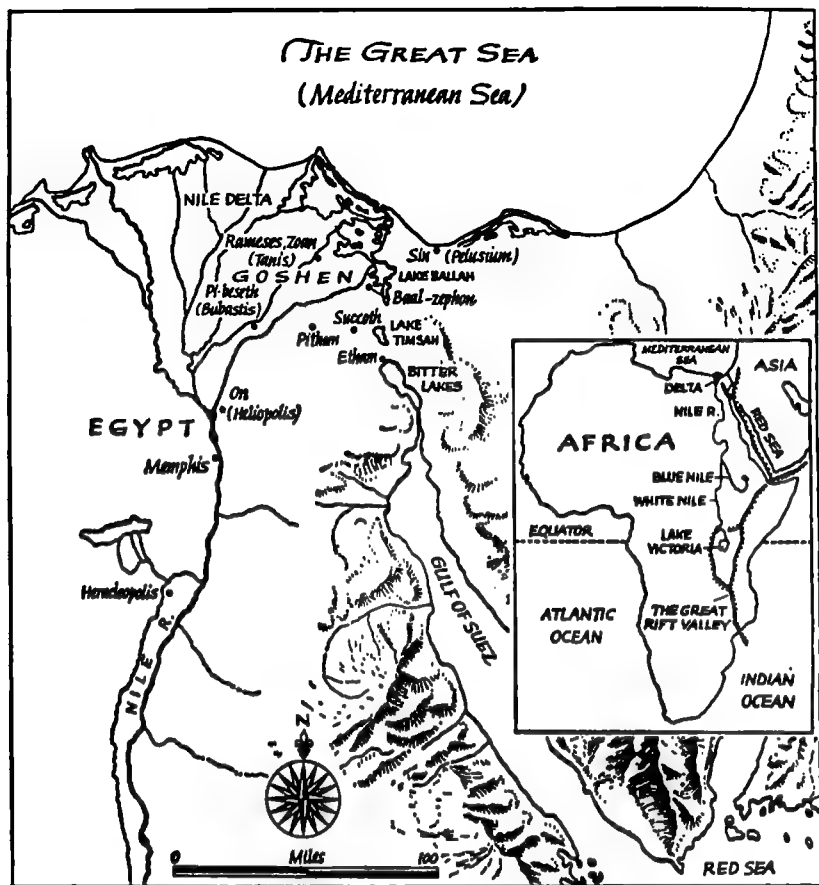 THE GREAT SEA
(Mediterranean Sea)
NILE DELTA
Rameses, Zoan
(Tanis)
GOSHEN
Sin (Pelusium)
LAKE BALLAH
Baal-zephon
Pi-beseth
(Bubastis)
Succoth
Pithom
LAKE
TIMSAH
Etham
BITTER
LAKES
On
(Heliopolis)
EGYPT
Memphis
Heracleopolis
NILE R.
GULF OF SUEZ
N
0 Miles 100
RED SEA
MEDITERRANEAN
SEA
ASIA
DELTA
NILE R.
RED SEA
AFRICA
BLUE NILE
WHITE NILE
EQUATOR
LAKE
VICTORIA
ATLANTIC
OCEAN
THE GREAT
RIFT VALLEY
INDIAN
OCEAN